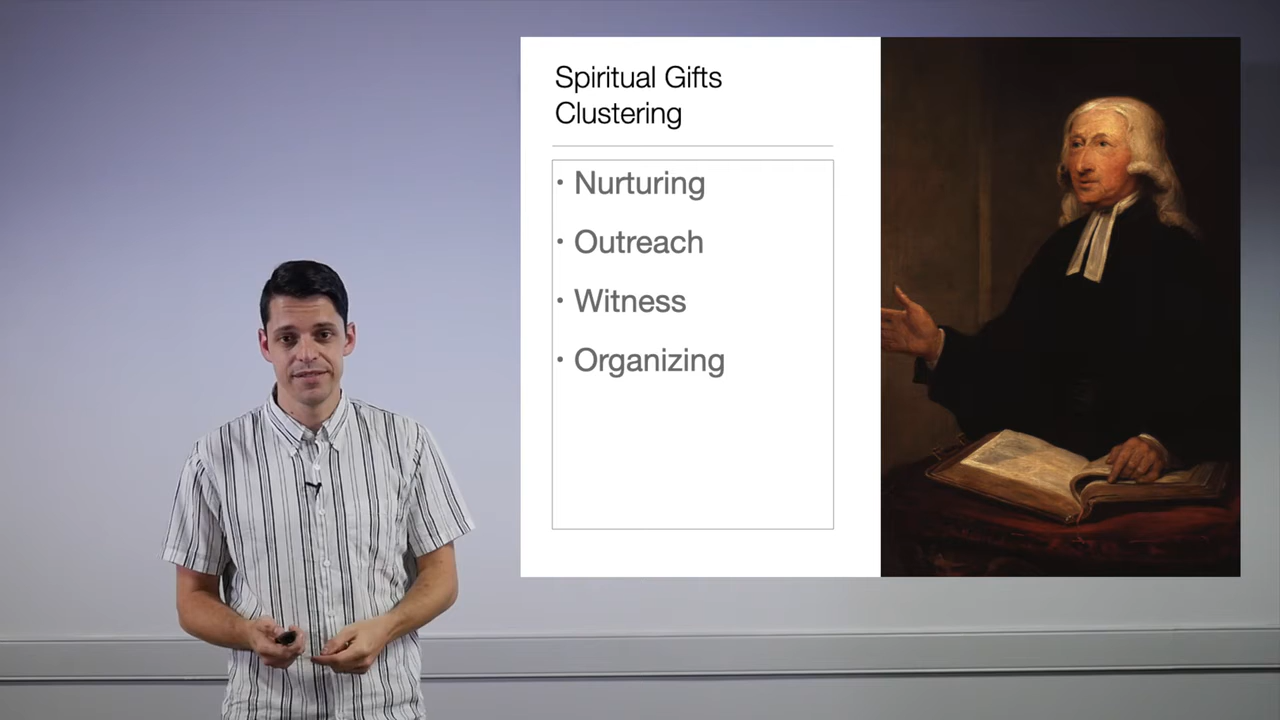 Spiritual Gifts
Clustering
• Nurturing
• Outreach
• Witness
• Organizing